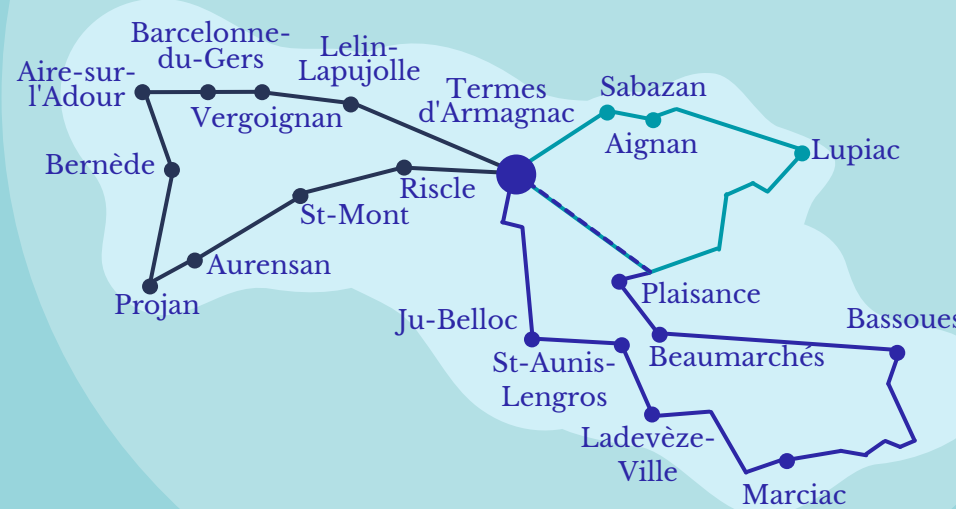 Barcelonne-
du-Gers
Lelin-
Lapujolle
Aire-sur-
l'Adour
Vergoignan
Termes
d'Armagnac
Sabazan
Aignan
Lupiac
Bernède
Riscle
St-Mont
Aurensan
Projan
Plaisance
Ju-Belloc
Bassoues
St-Aunis-
Lengros
Beaumarchés
Ladevèze-
Ville
Marciac